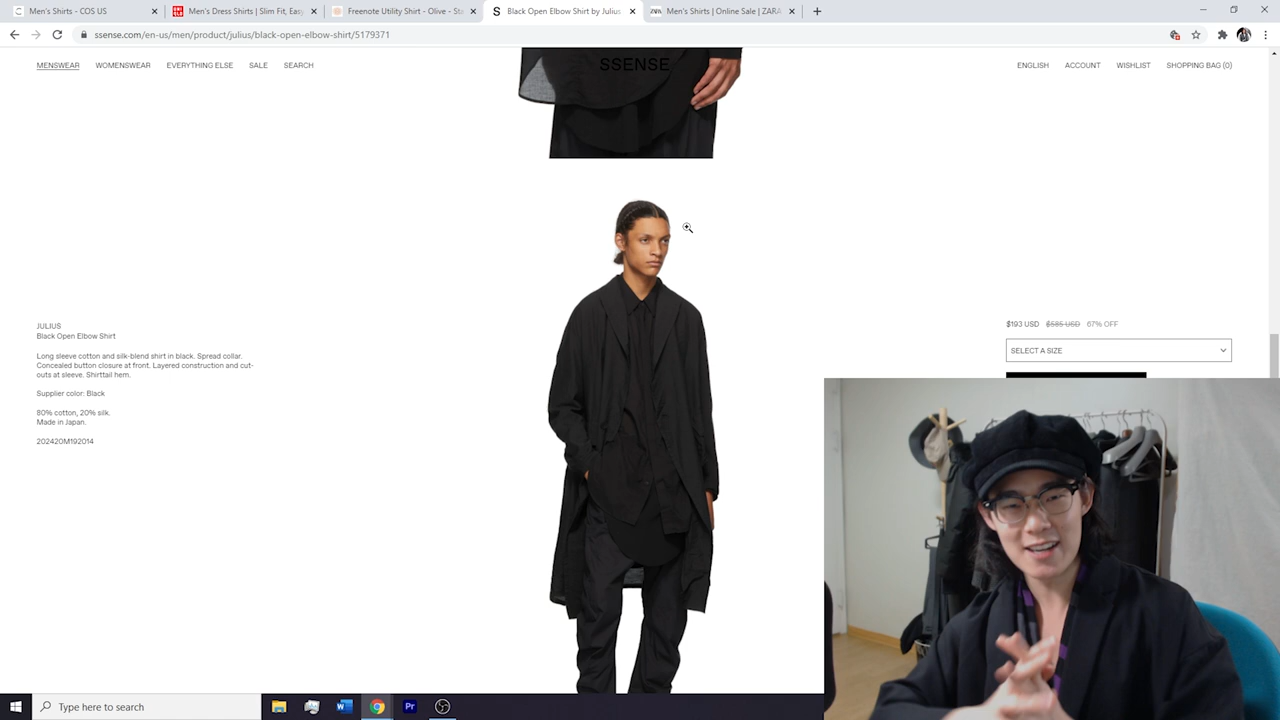 Men's Shirts - COS US
Men's Dress Shirts | Slim Fit, Easy
Freenote Utility Shirt - Olive - Sta
Black Open Elbow Shirt by Julius
Men's Shirts | Online Sale | ZARA
ssense.com/en-us/men/product/julius/black-open-elbow-shirt/5179371
MENSWEAR WOMENSWEAR EVERYTHING ELSE SALE SEARCH
SSENSE
ENGLISH ACCOUNT WISHLIST SHOPPING BAG (0)
JULIUS
Black Open Elbow Shirt
Long sleeve cotton and silk-blend shirt in black. Spread collar.
Concealed button closure at front. Layered construction and cut-
outs at sleeve. Shirttail hem.
Supplier color: Black
80% cotton, 20% silk.
Made in Japan.
202420M192014
$193 USD $585 USD 67% OFF
SELECT A SIZE
Type here to search
W
Pr